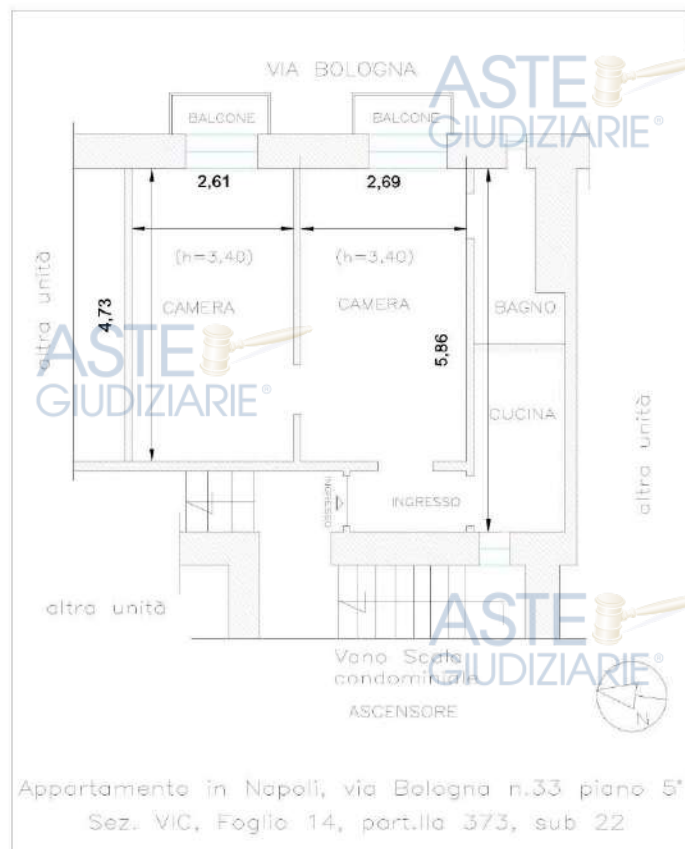 VIA BOLOGNA
ASTE
GIUDIZIARIE®
BALCONE
BALCONE
2,61
2,69
(h=3,40)
(h=3,40)
altra unità
4,73
CAMERA
CAMERA
BAGNO
5,86
ASTE
GIUDIZIARIE®
CUCINA
altra unità
INGRESSO
INGRESSO
altra unità
ASTE
GIUDIZIARIE®
Vano Scala
condominiale
ASCENSORE
N
Appartamento in Napoli, via Bologna n.33 piano 5°
Sez. VIC, Foglio 14, part.lla 373, sub 22